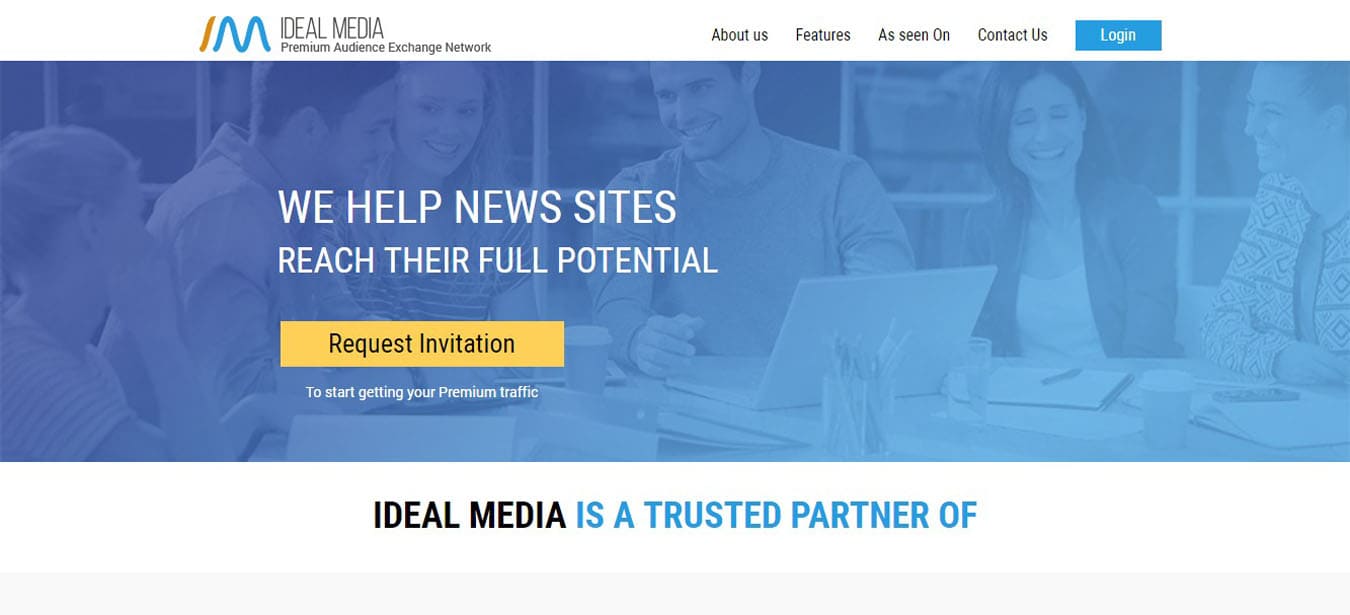 IDEAL MEDIA
Premium Audience Exchange Network
About us Features As seen On Contact Us Login
WE HELP NEWS SITES
REACH THEIR FULL POTENTIAL
Request Invitation
To start getting your Premium traffic
IDEAL MEDIA IS A TRUSTED PARTNER OF